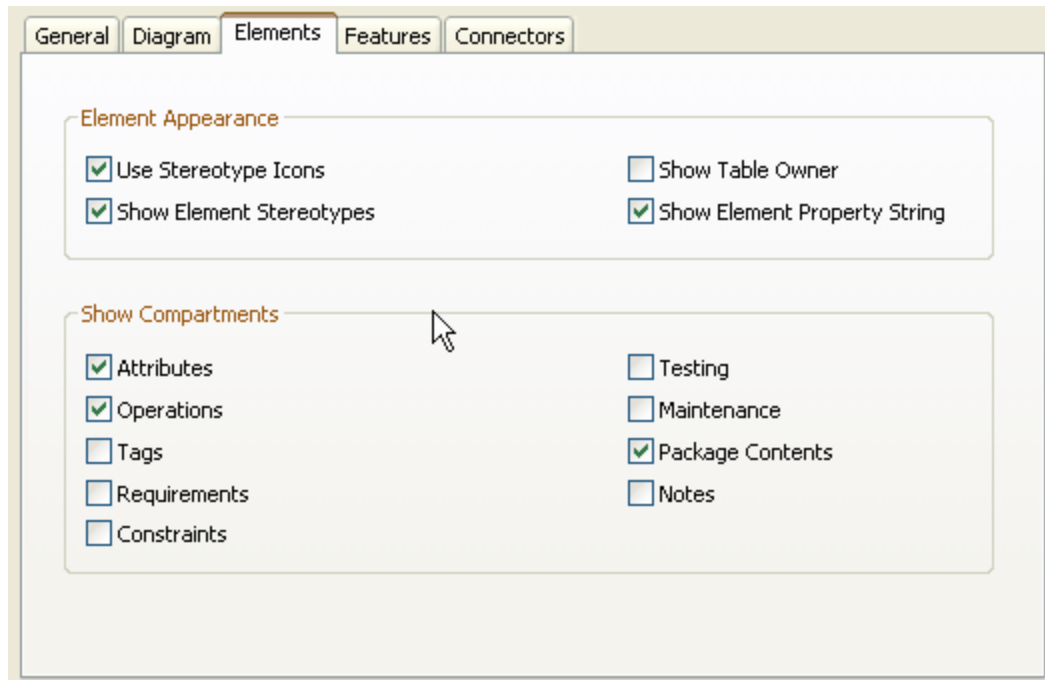 General Diagram Elements Features Connectors
Element Appearance
Use Stereotype Icons Show Table Owner
Show Element Stereotypes Show Element Property String
Show Compartments
Attributes Testing
Operations Maintenance
Tags Package Contents
Requirements Notes
Constraints